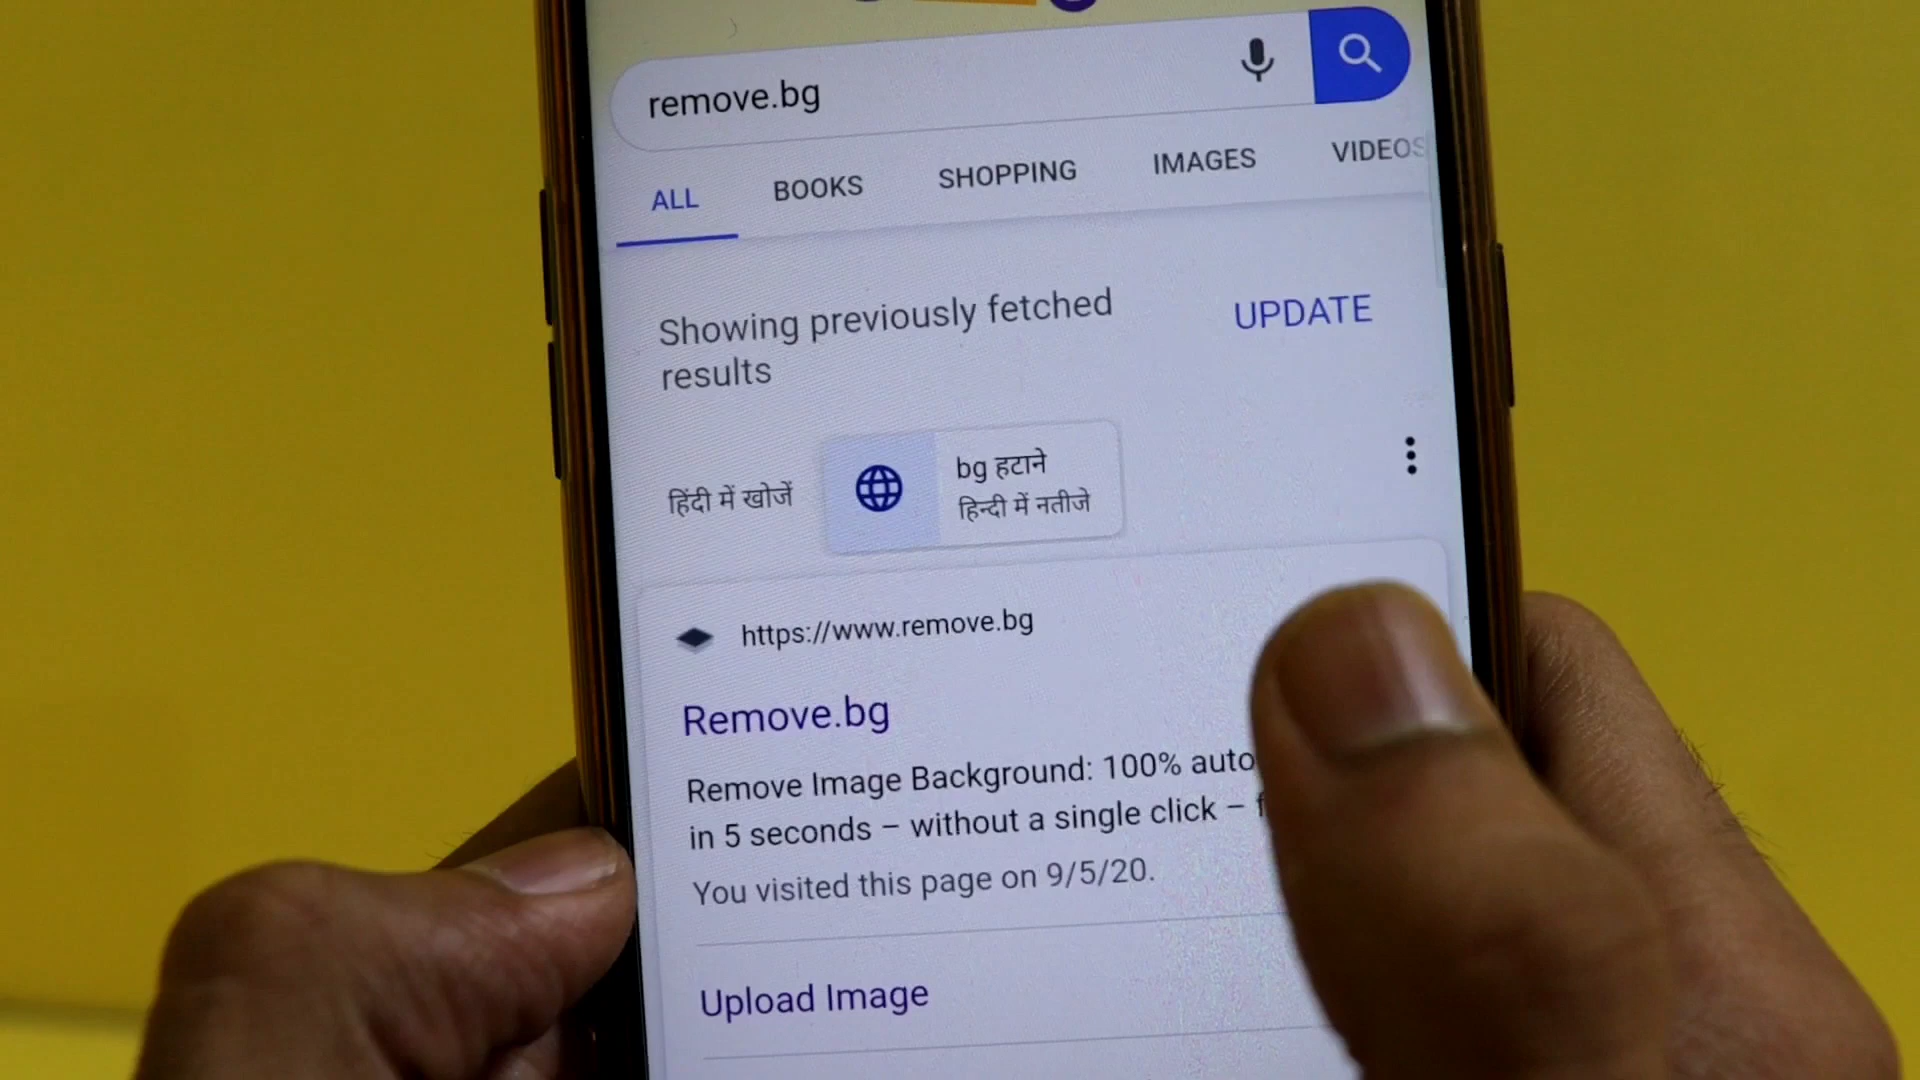 remove.bg
ALL BOOKS SHOPPING IMAGES VIDEOS
Showing previously fetched
results
UPDATE
हिंदी में खोजें
bg हटाने
हिन्दी में नतीजे
https://www.remove.bg
Remove.bg
Remove Image Background: 100% auto
in 5 seconds – without a single click – f
You visited this page on 9/5/20.
Upload Image